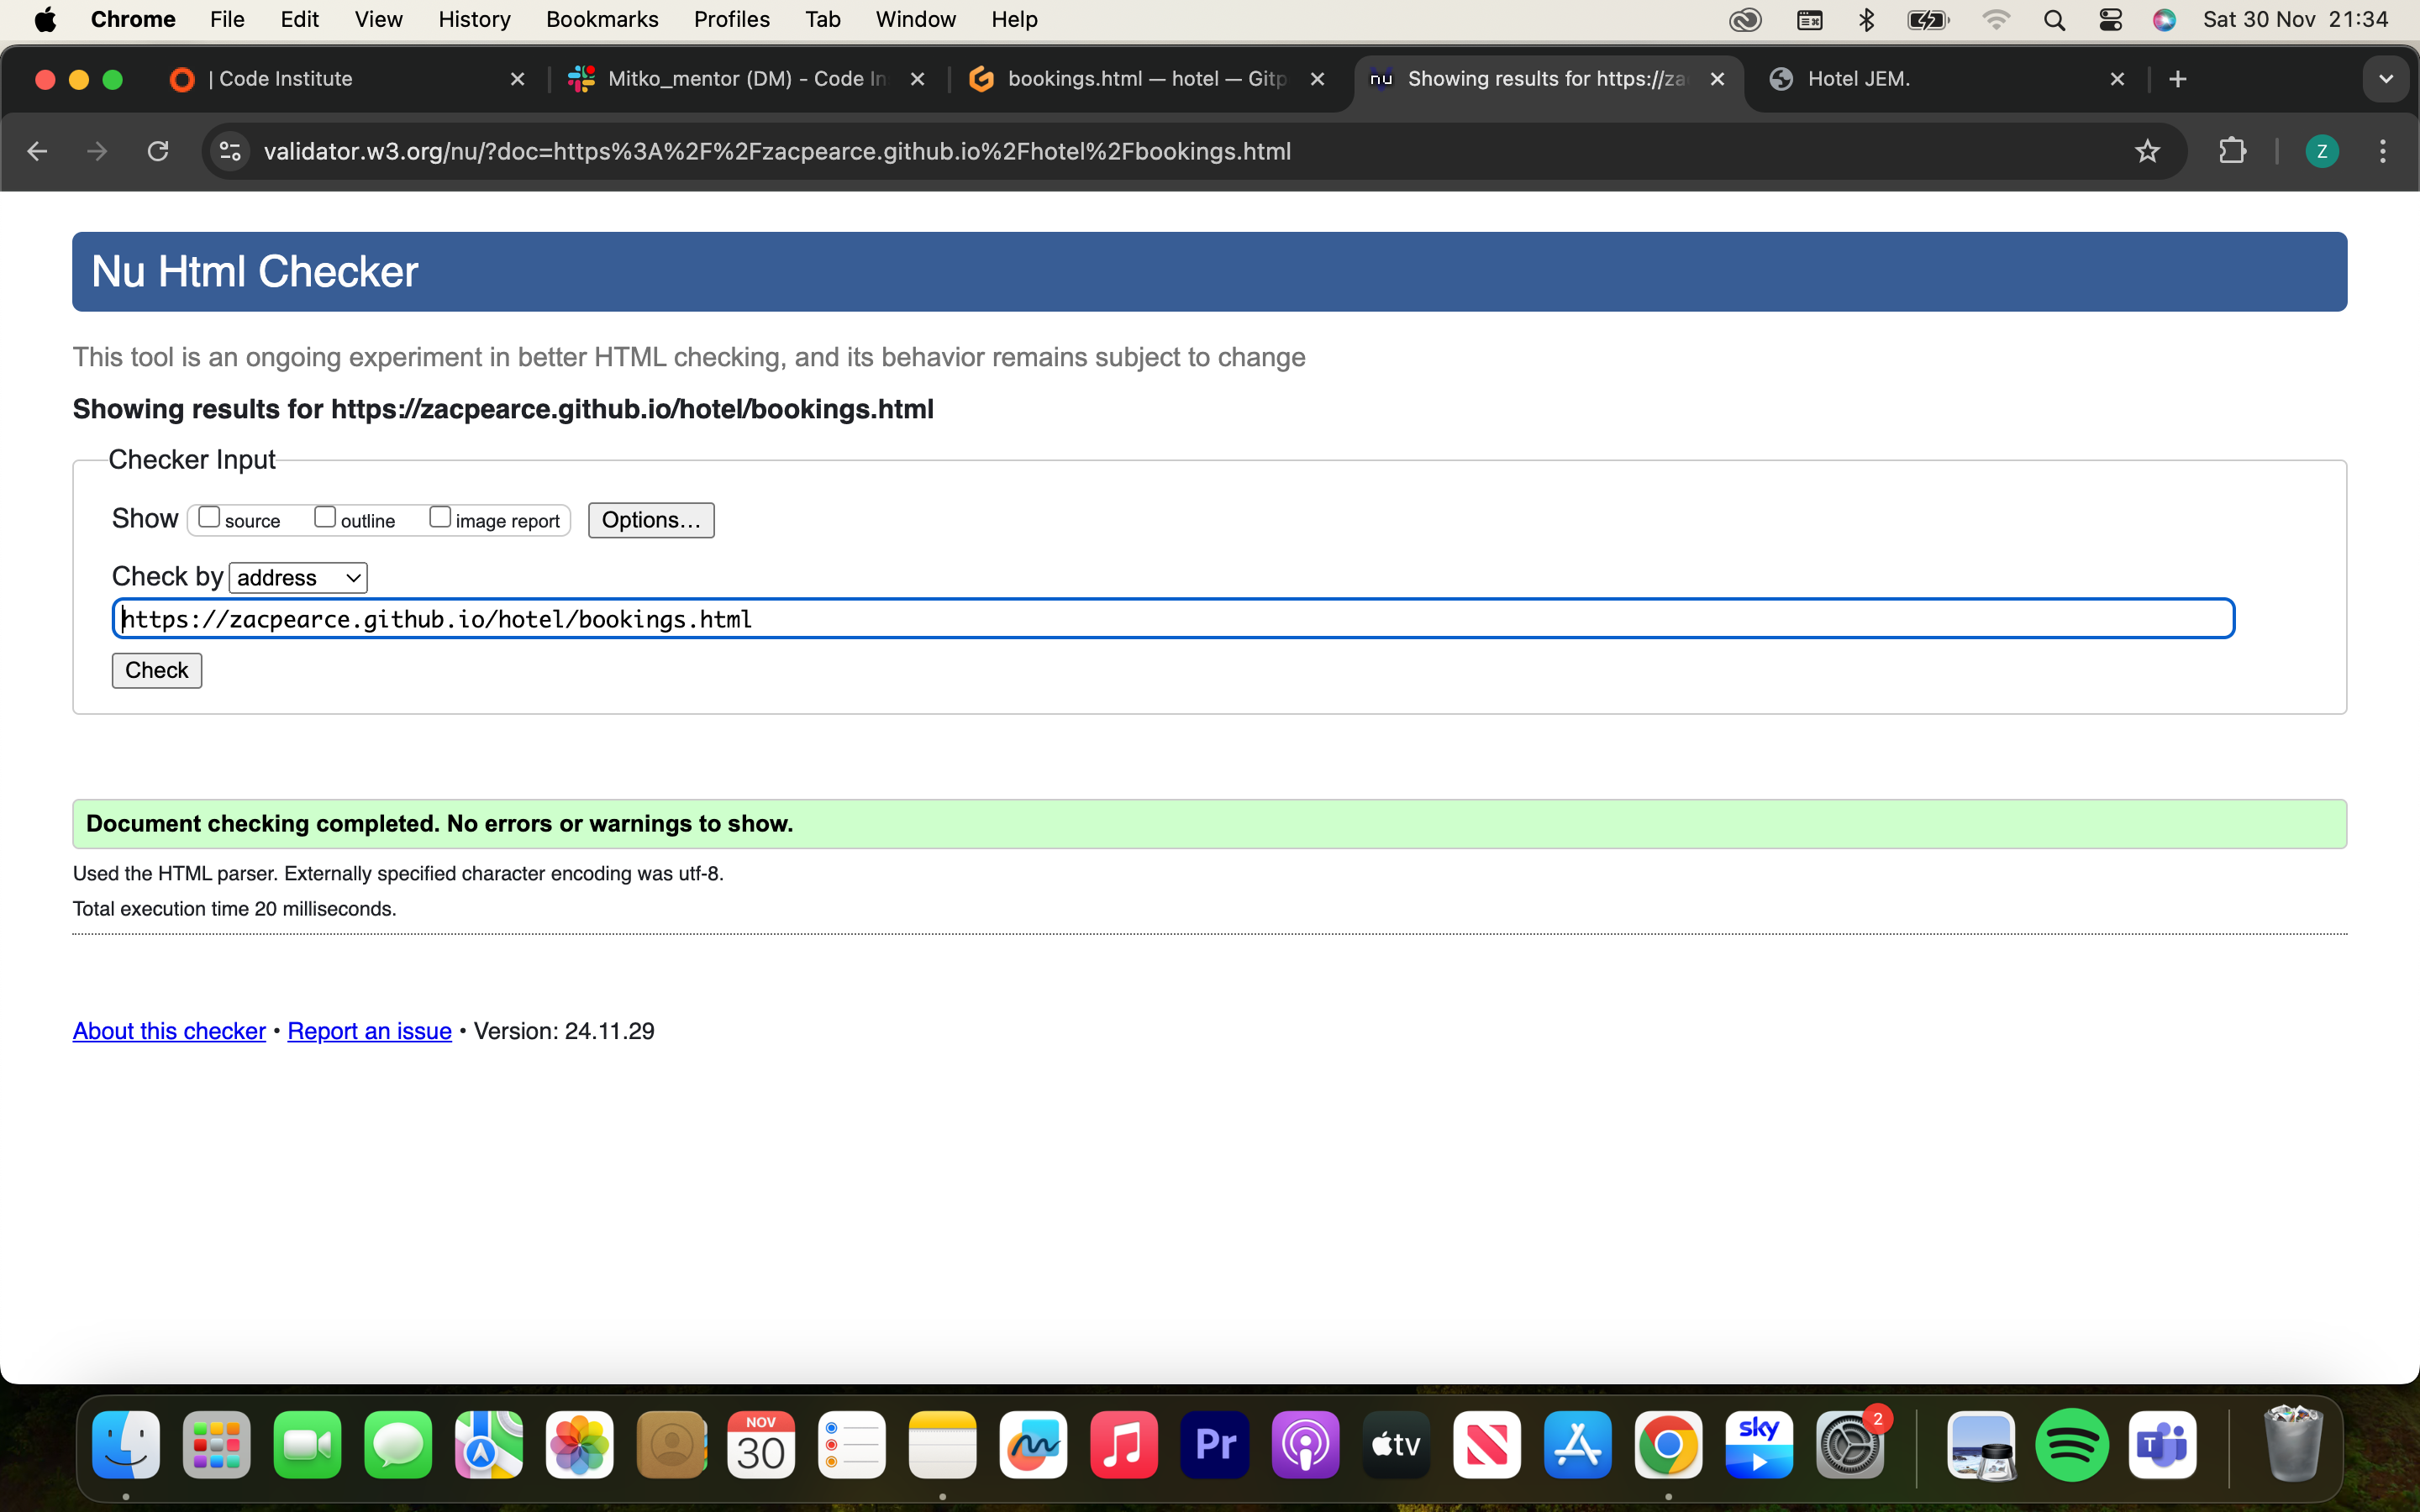 Chrome File Edit View History Bookmarks Profiles Tab Window Help Sat 30 Nov 21:34
| Code Institute Mitko_mentor (DM) - Code In bookings.html — hotel — Gitp nu Showing results for https://za Hotel JEM.
validator.w3.org/nu/?doc=https%3A%2F%2Fzacpearce.github.io%2Fhotel%2Fbookings.html Z
Nu Html Checker
This tool is an ongoing experiment in better HTML checking, and its behavior remains subject to change
Showing results for https://zacpearce.github.io/hotel/bookings.html
Checker Input
Show source outline image report Options...
Check by address
https://zacpearce.github.io/hotel/bookings.html
Check
Document checking completed. No errors or warnings to show.
Used the HTML parser. Externally specified character encoding was utf-8.
Total execution time 20 milliseconds.
About this checker • Report an issue • Version: 24.11.29
NOV
30
Pr
tv
sky
2
T